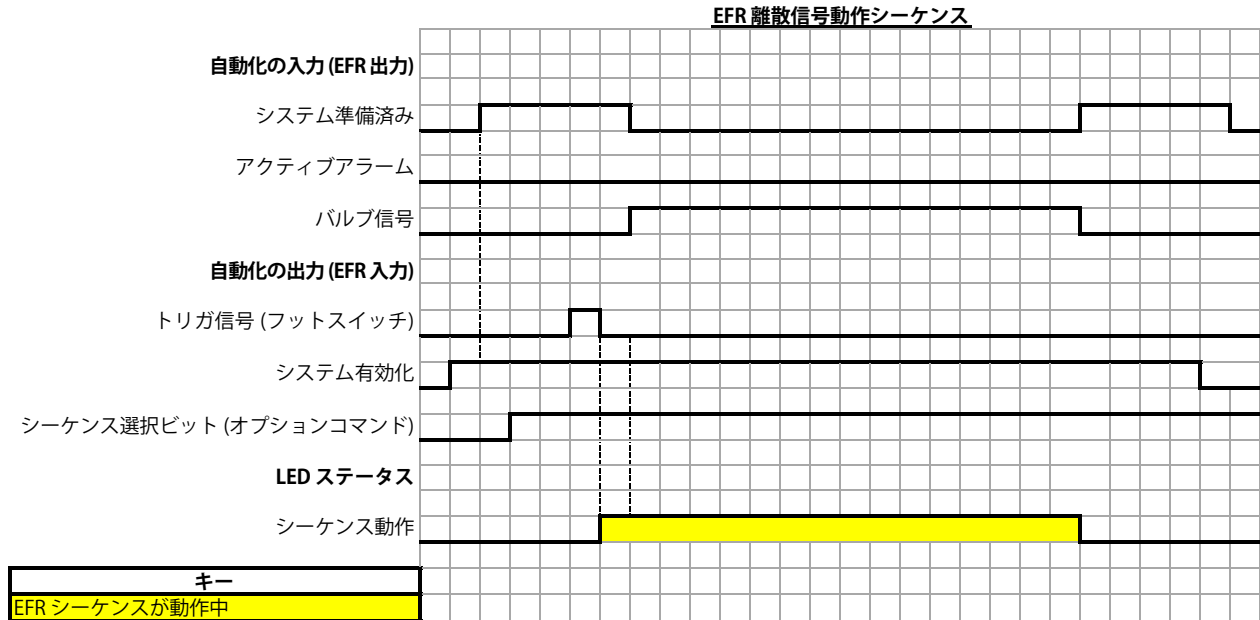 EFR 離散信号動作シーケンス
自動化の入力 (EFR 出力)
システム準備済み
アクティブアラーム
バルブ信号
自動化の出力 (EFR 入力)
トリガ信号 (フットスイッチ)
システム有効化
シーケンス選択ビット (オプションコマンド)
LED ステータス
シーケンス動作
キー
EFR シーケンスが動作中